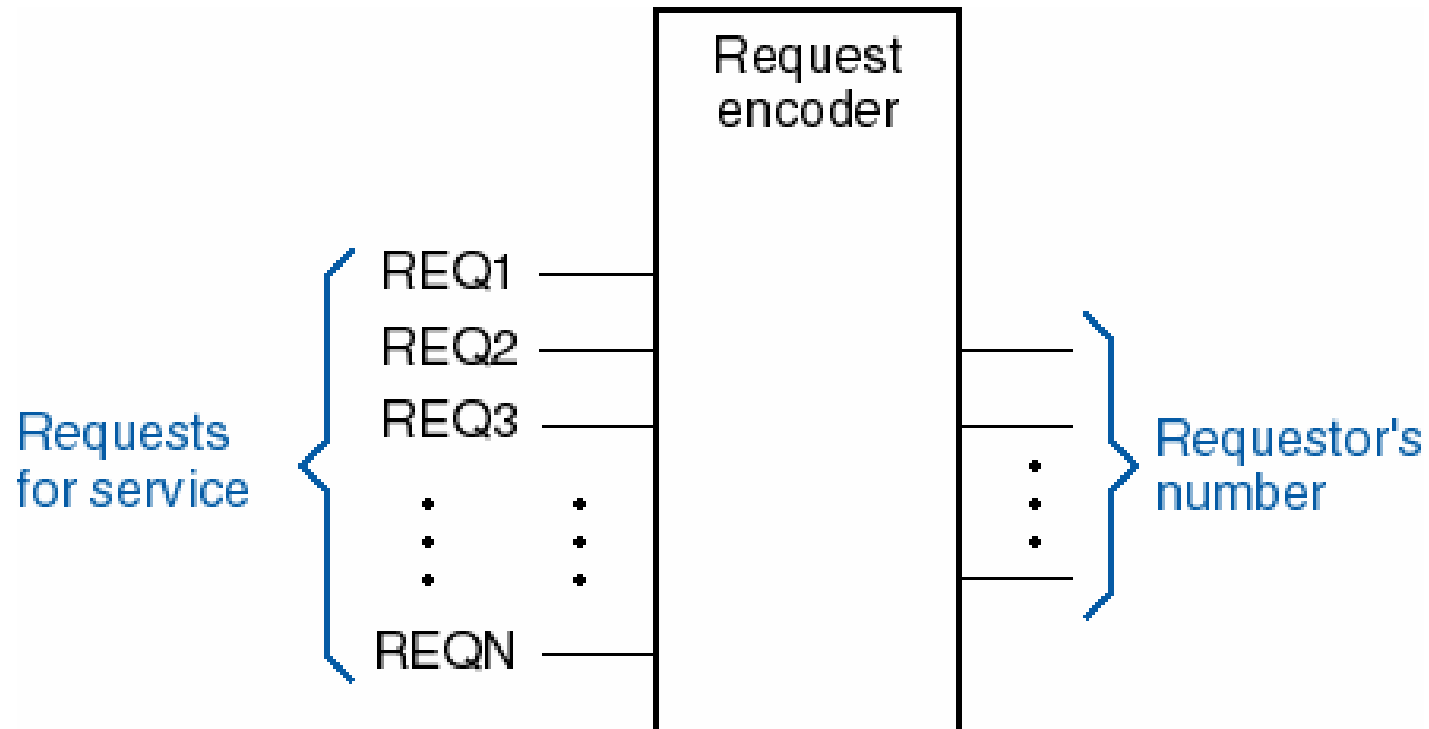 Request
encoder
REQ1
REQ2
REQ3
REQN
Requests
for service
Requestor's
number